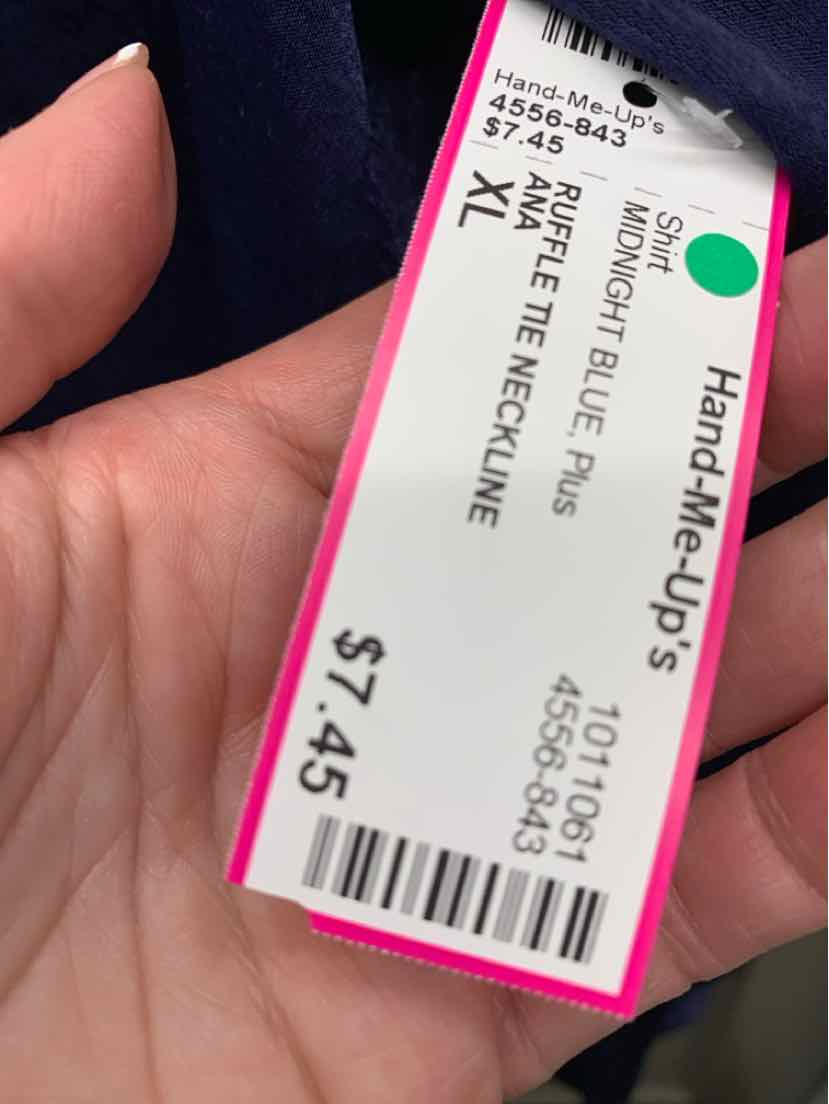 Hand-Me-Up's
4556-843
$7.45
Hand-Me-Up's
Shirt
MIDNIGHT BLUE, Plus
RUFFLE TIE NECKLINE
ANA
XL
1011061
4556-843
$7.45